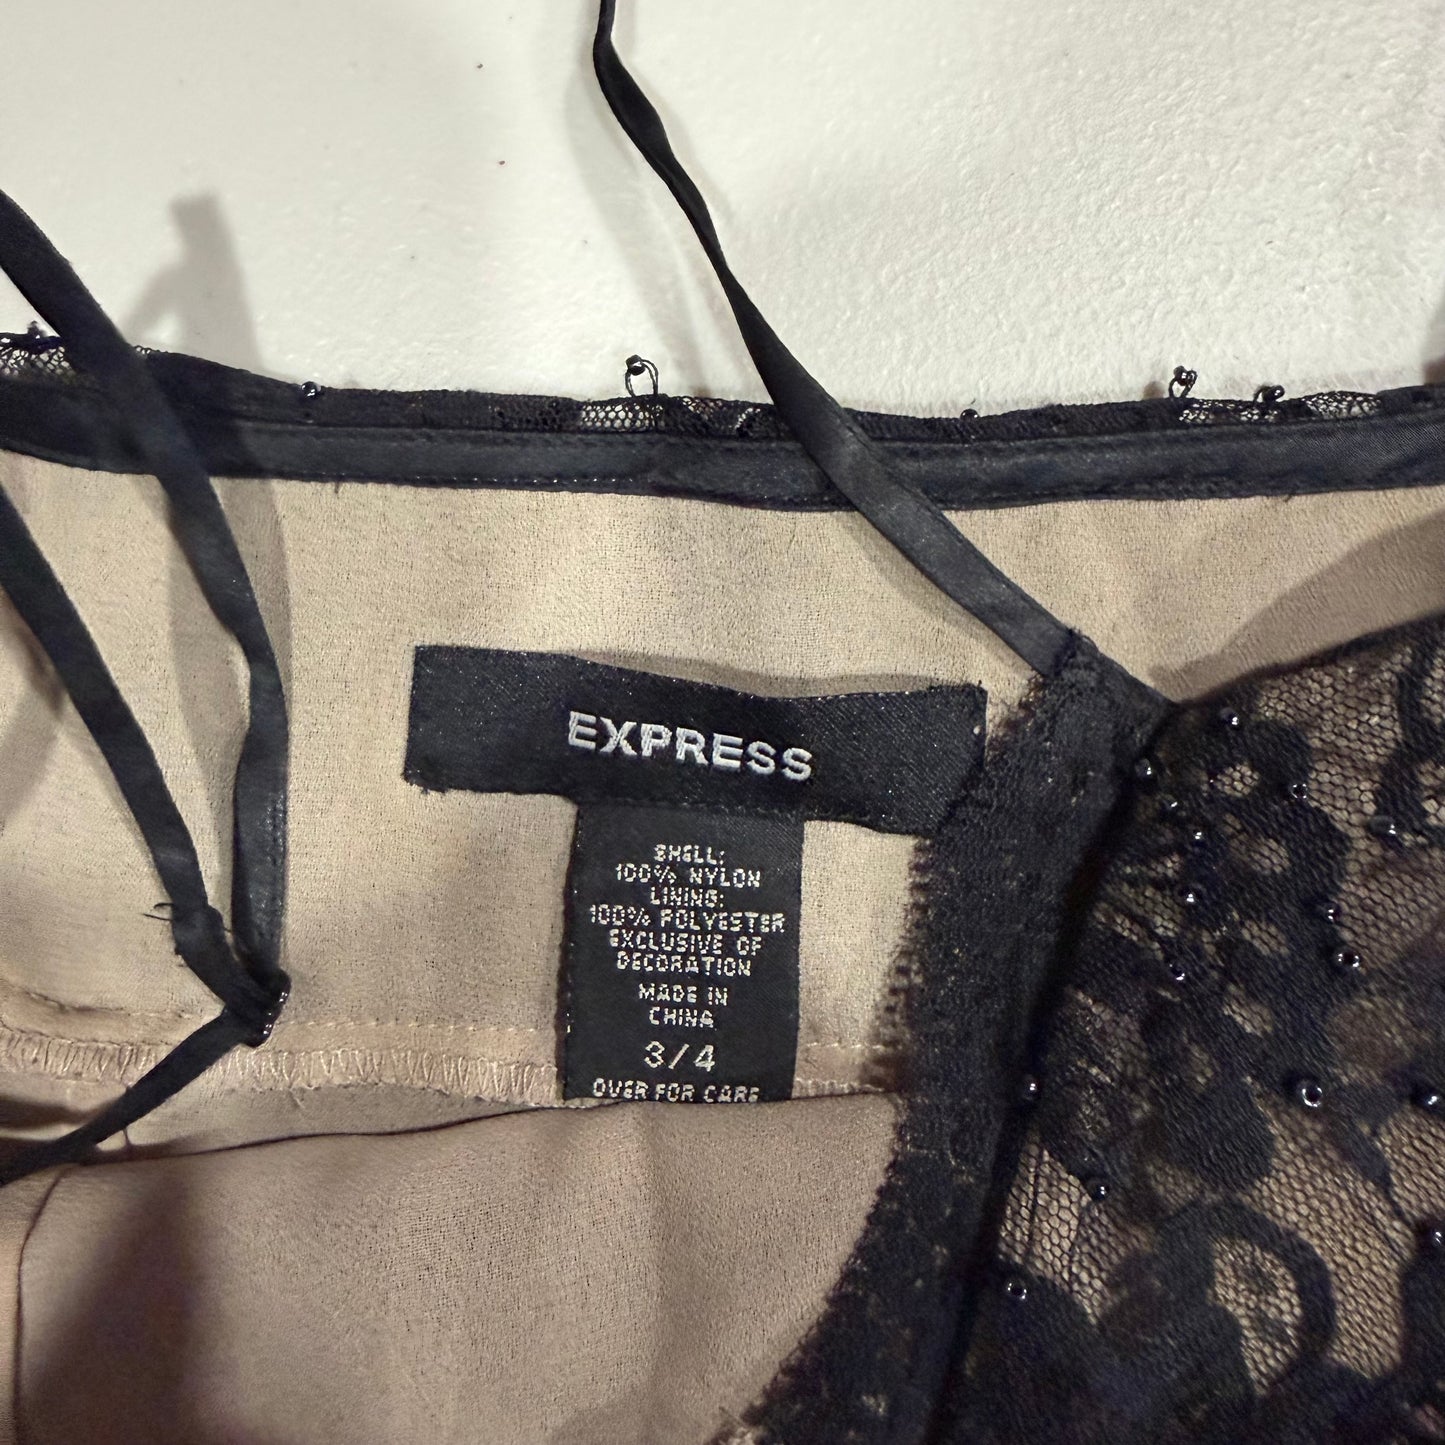 EXPRESS
SHELL:
100% NYLON
LINING:
100% POLYESTER
EXCLUSIVE OF
DECORATION
MADE IN
CHINA
3/4
OVER FOR CARE